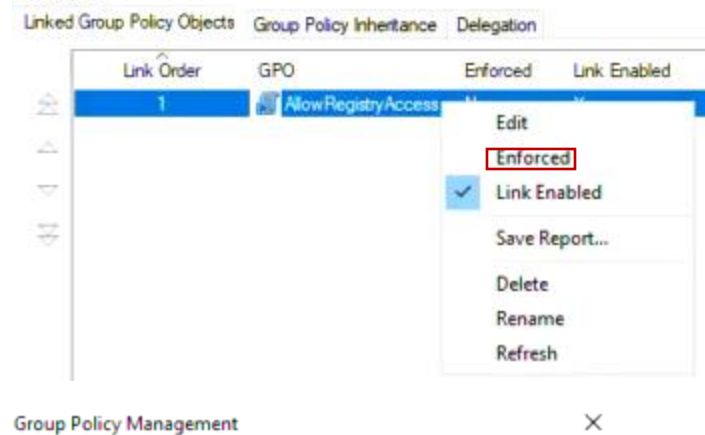 Linked Group Policy Objects Group Policy Inheritance Delegation
Link Order GPO Enforced Link Enabled
1 AllowRegistryAccess
Edit
Enforced
Link Enabled
Save Report...
Delete
Rename
Refresh
Group Policy Management